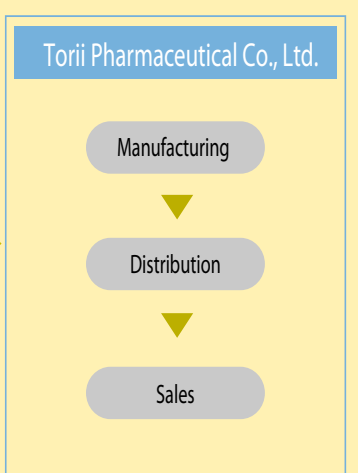 Torii Pharmaceutical Co., Ltd.
Manufacturing
Distribution
Sales